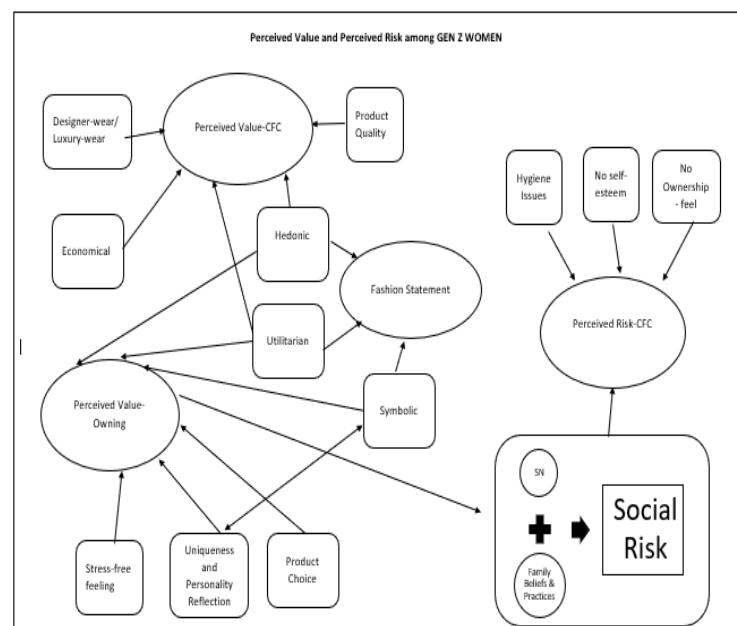 Perceived Value and Perceived Risk among GEN Z WOMEN
Designer-wear/
Luxury-wear
Perceived Value-CFC
Product
Quality
Hygiene
Issues
No self-
esteem
No
Ownership
- feel
Economical
Hedonic
Fashion Statement
Perceived Risk-CFC
Utilitarian
Perceived Value-
Owning
Symbolic
SN
Social
Risk
Family
Beliefs &
Practices
Stress-free
feeling
Uniqueness
and
Personality
Reflection
Product
Choice